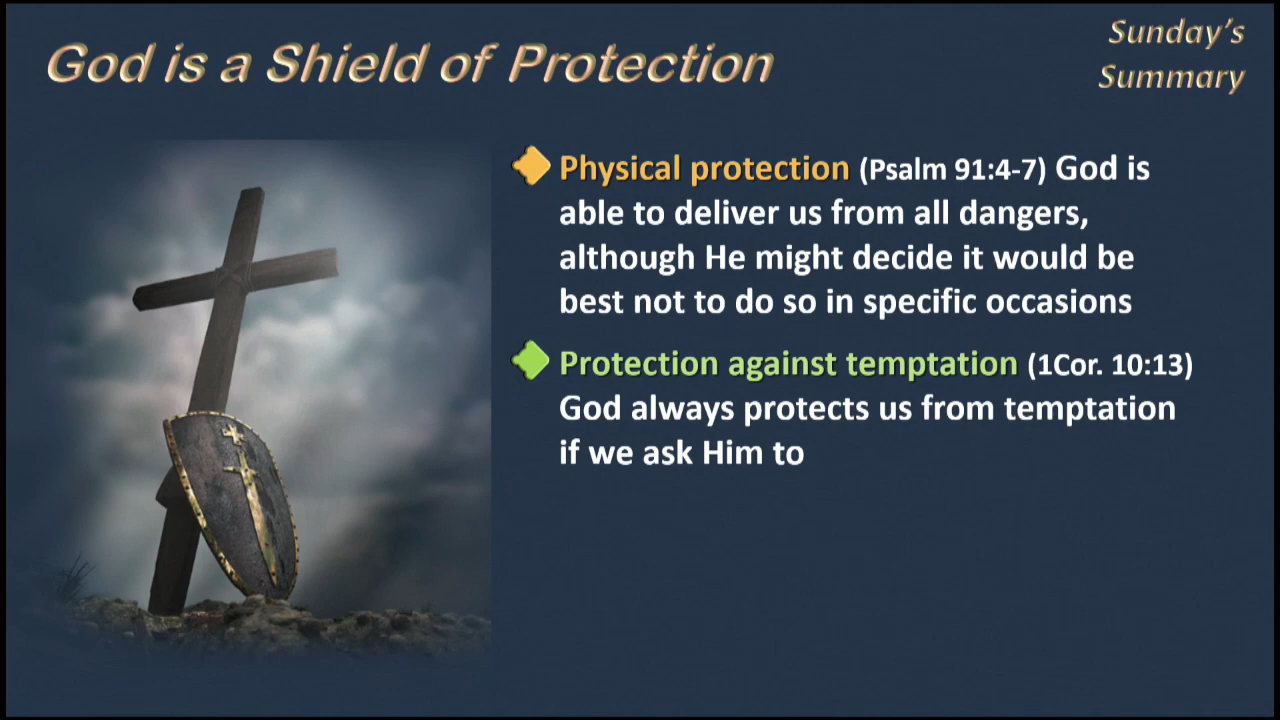 God is a Shield of Protection
Sunday's
Summary
Physical protection (Psalm 91:4-7) God is
able to deliver us from all dangers,
although He might decide it would be
best not to do so in specific occasions
Protection against temptation (1Cor. 10:13)
God always protects us from temptation
if we ask Him to